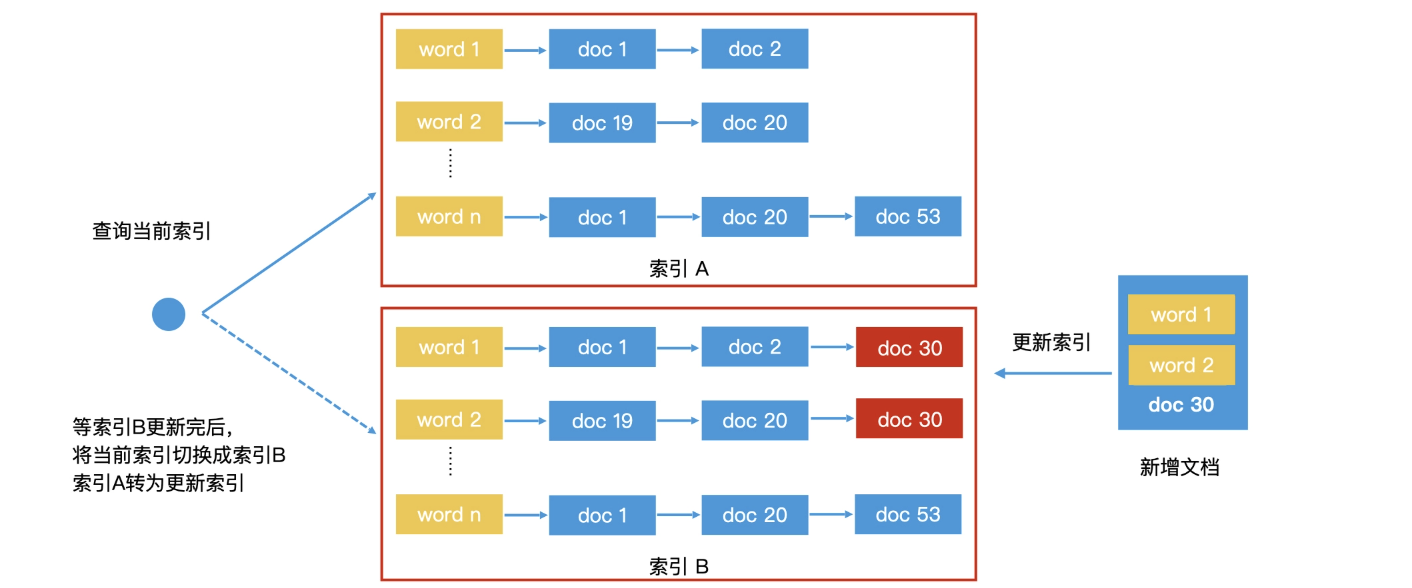 word 1 doc 1 doc 2
word 2 doc 19 doc 20
word n doc 1 doc 20 doc 53
索引 A
查询当前索引
word 1 doc 1 doc 2 doc 30
word 2 doc 19 doc 20 doc 30
word n doc 1 doc 20 doc 53
索引 B
等索引B更新完后，
将当前索引切换成索引B
索引A转为更新索引
更新索引
word 1
word 2
doc 30
新增文档